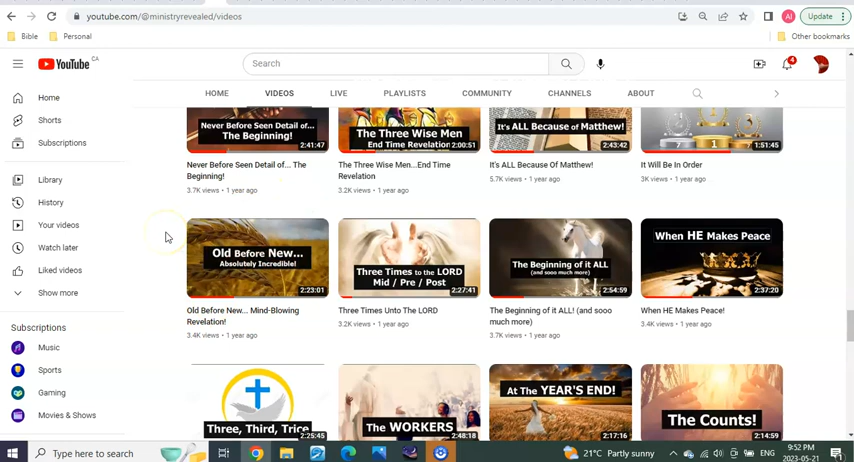 youtube.com/@ministryrevealed/videos
Update
Bible
Personal
Other bookmarks
YouTube CA
Search
4
HOME
VIDEOS
LIVE
PLAYLISTS
COMMUNITY
CHANNELS
ABOUT
Home
Shorts
Subscriptions
Library
History
Your videos
Watch later
Liked videos
Show more
Subscriptions
Music
Sports
Gaming
Movies & Shows
Never Before Seen Detail of...
The Beginning!
2:41:47
Never Before Seen Detail of... The
Beginning!
3.7K views • 1 year ago
The Three Wise Men
End Time Revelation
2:00:51
The Three Wise Men...End Time
Revelation
3.2K views • 1 year ago
It's ALL Because of Matthew!
2:43:42
It's ALL Because Of Matthew!
5.7K views • 1 year ago
7
1
1:51:45
It Will Be In Order
3K views • 1 year ago
Old Before New...
Absolutely Incredible!
2:23:01
Old Before New... Mind-Blowing
Revelation!
3.4K views • 1 year ago
Three Times to the LORD
Mid / Pre / Post
2:27:41
Three Times Unto The LORD
3.2K views • 1 year ago
The Beginning of it ALL
(and sooo much more)
2:54:59
The Beginning of it ALL! (and sooo
much more)
3.7K views • 1 year ago
When HE Makes Peace
2:37:20
When HE Makes Peace!
3.4K views • 1 year ago
Three, Third, Trice
2:25:45
The WORKERS
2:48:18
At The YEAR'S END!
2:17:16
The Counts!
2:14:59
Type here to search
21°C Partly sunny
ENG
9:52 PM
2023-05-21